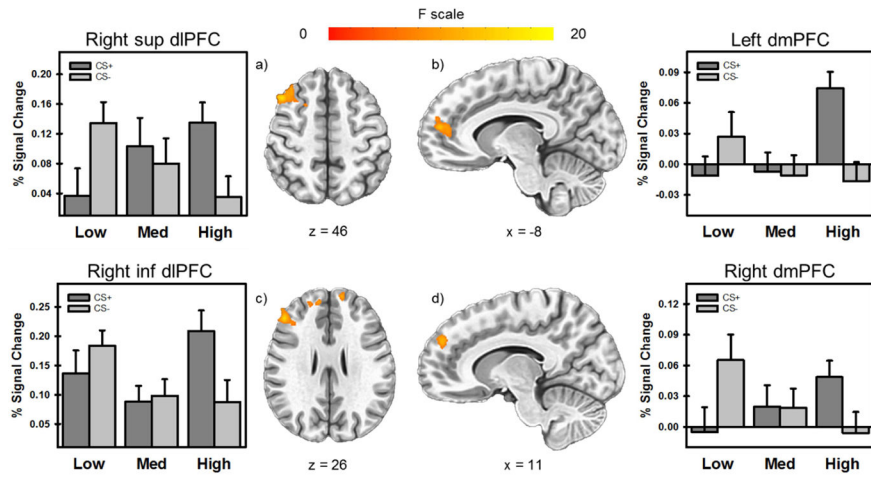 F scale
0
20
Right sup dlPFC
CS+
CS-
% Signal Change
0.20
0.16
0.12
0.08
0.04
Low Med High
a)
z = 46
b)
x = -8
Left dmPFC
CS+
CS-
% Signal Change
0.09
0.06
0.03
0.00
-0.03
Low Med High
Right inf dlPFC
CS+
CS-
% Signal Change
0.25
0.20
0.15
0.10
0.05
Low Med High
c)
z = 26
d)
x = 11
Right dmPFC
CS+
CS-
% Signal Change
0.12
0.09
0.06
0.03
0.00
Low Med High